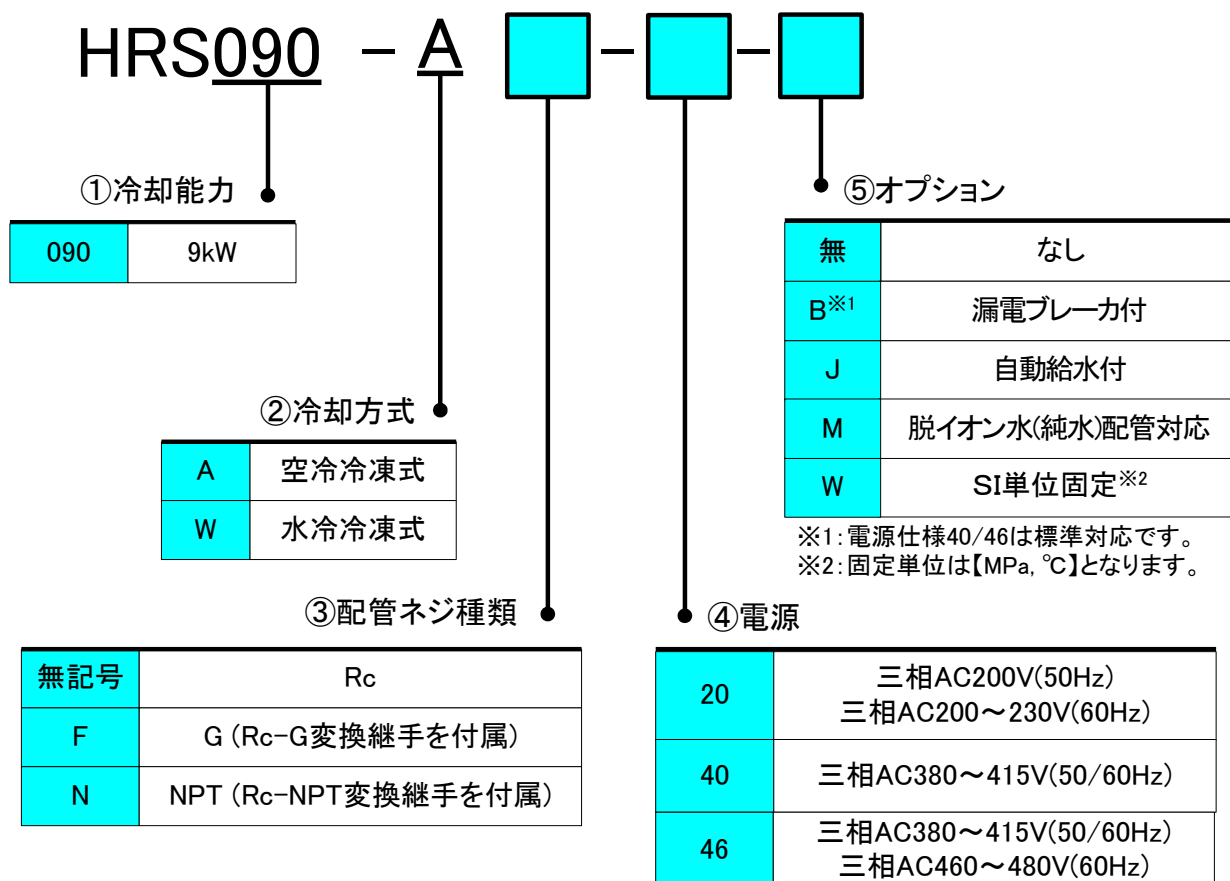 HRS090 - A - -
①冷却能力
090 9kW
②冷却方式
A 空冷冷凍式
W 水冷冷凍式
③配管ネジ種類
無記号 Rc
F G (Rc-G変換継手を付属)
N NPT (Rc-NPT変換継手を付属)
④電源
20 三相AC200V(50Hz)
三相AC200~230V(60Hz)
40 三相AC380~415V(50/60Hz)
46 三相AC380~415V(50/60Hz)
三相AC460~480V(60Hz)
⑤オプション
無 なし
B※1 漏電ブレーカ付
J 自動給水付
M 脱イオン水(純水)配管対応
W SI単位固定※2
※1:電源仕様40/46は標準対応です。
※2:固定単位は【MPa, ℃】となります。